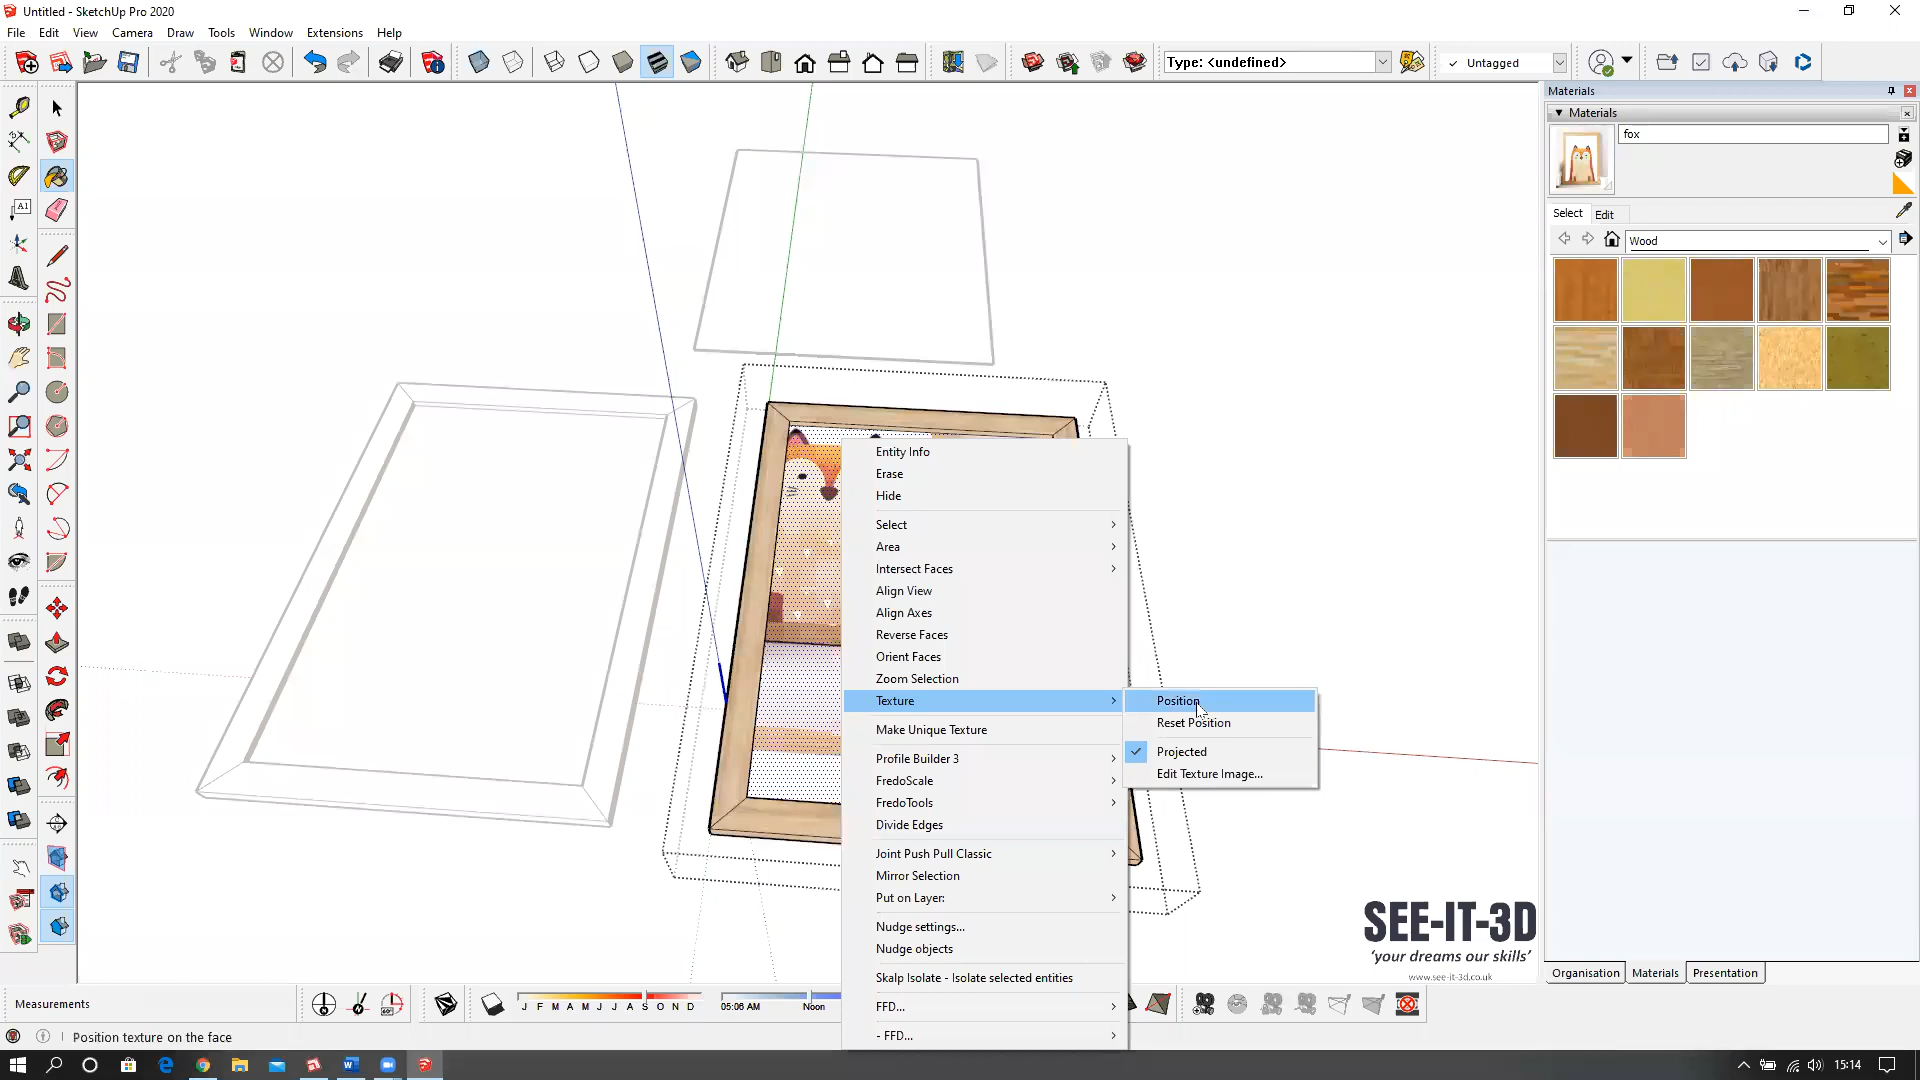 Untitled - SketchUp Pro 2020
File Edit View Camera Draw Tools Window Extensions Help
Type: <undefined>
Untagged
Materials
Materials
fox
A1
Select Edit
Wood
Entity Info
Erase
Hide
Select
Area
Intersect Faces
Align View
Align Axes
Reverse Faces
Orient Faces
Zoom Selection
Texture
Make Unique Texture
Profile Builder 3
FredoScale
FredoTools
Divide Edges
Joint Push Pull Classic
Mirror Selection
Put on Layer:
Nudge settings...
Nudge objects
Skalp Isolate - Isolate selected entities
FFD...
- FFD...
Position
Reset Position
Projected
Edit Texture Image...
SEE-IT-3D
'your dreams our skills'
www.see-it-3d.co.uk
Organisation Materials Presentation
Measurements
J F M A M J J A S O N D
05:06 AM Noon
Position texture on the face
15:14